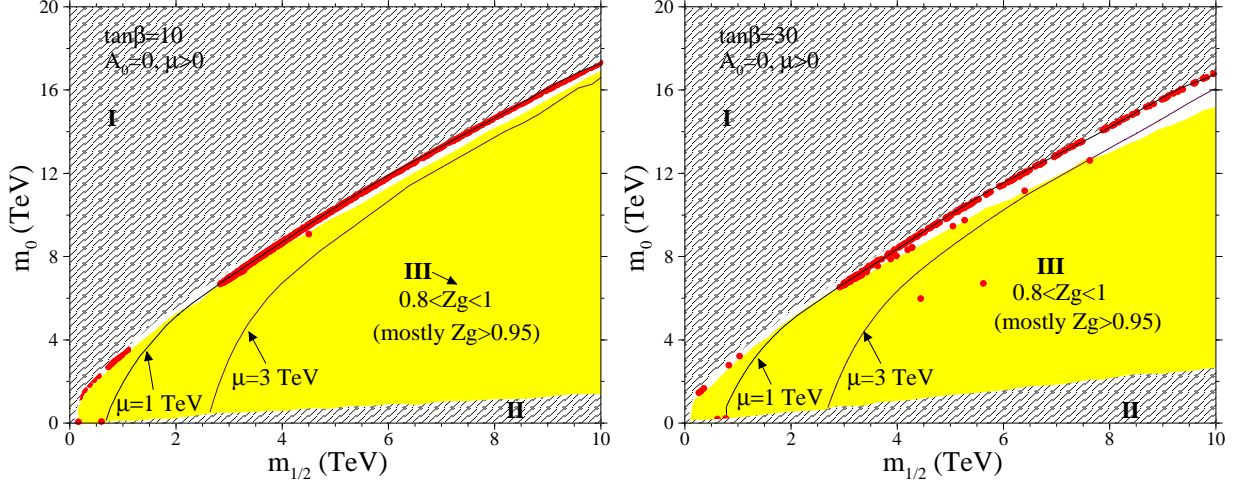 20
16
12
8
4
0
m0 (TeV)
tanβ=10
A0=0, μ>0
I
III
0.8<Zg<1
(mostly Zg>0.95)
μ=3 TeV
μ=1 TeV
II
0 2 4 6 8 10
m1/2 (TeV)
20
16
12
8
4
0
m0 (TeV)
tanβ=30
A0=0, μ>0
I
III
0.8<Zg<1
(mostly Zg>0.95)
μ=3 TeV
μ=1 TeV
II
0 2 4 6 8 10
m1/2 (TeV)